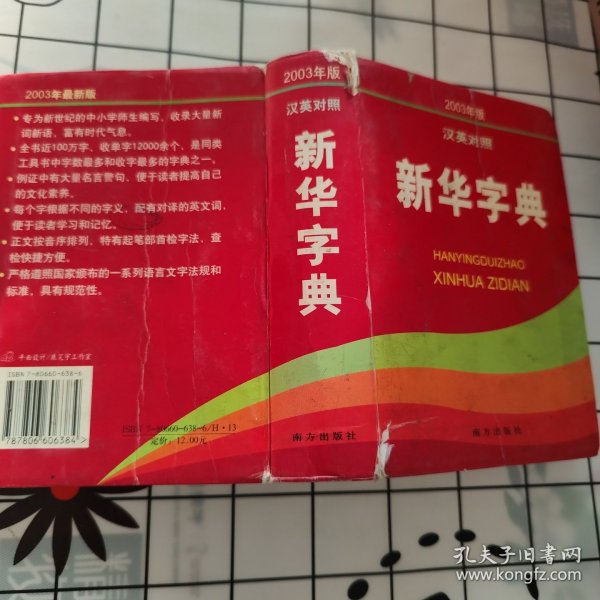 2003年最新版
• 专为新世纪的中小学师生编写、收录大量新
词新语、富有时代气息。
• 全书近100万字、收单字12000余个、是同类
工具书中字数最多和收字最多的字典之一。
• 例证中有大量名言警句、便于读者提高自己
的文化素养。
• 每个字根据不同的字义、配有对译的英文词、
便于读者学习和记忆。
• 正文按音序排列、特有起笔部首检字法、查
检快捷方便。
• 严格遵照国家颁布的一系列语言文字法规和
标准、具有规范性。
ISBN 7-80660-638-6
787806606384>
ISBN 7-80660-638-6/H·13
定价：12.00元
2003年版
汉英对照
新华字典
南方出版社
2003年版
汉英对照
新华字典
HANYINGDUIZHAO
XINHUA ZIDIAN
南方出版社
孔夫子旧书网
www.kongfz.com